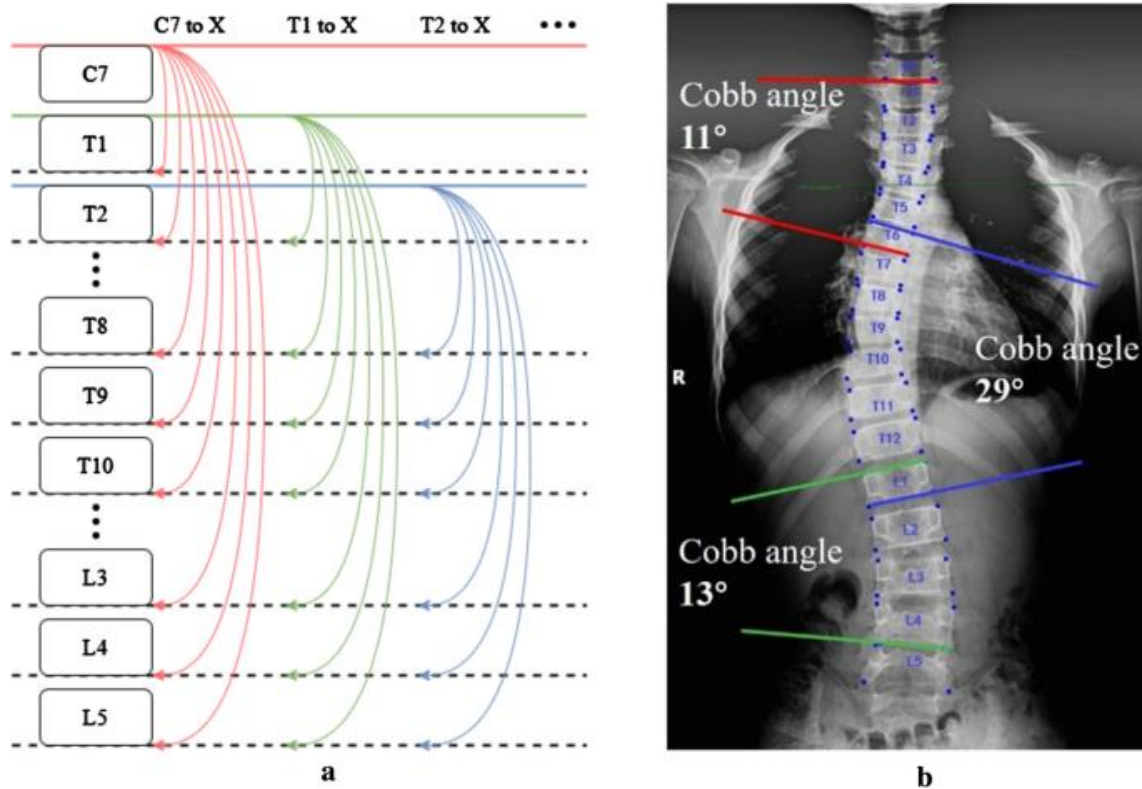 C7 to X T1 to X T2 to X
C7
T1
T2
T8
T9
T10
L3
L4
L5
a
Cobb angle
11°
T2
T3
T4
T5
T6
T7
T8
T9
T10
T11
T12
L1
L2
L3
L4
L5
R
Cobb angle
29°
Cobb angle
13°
b